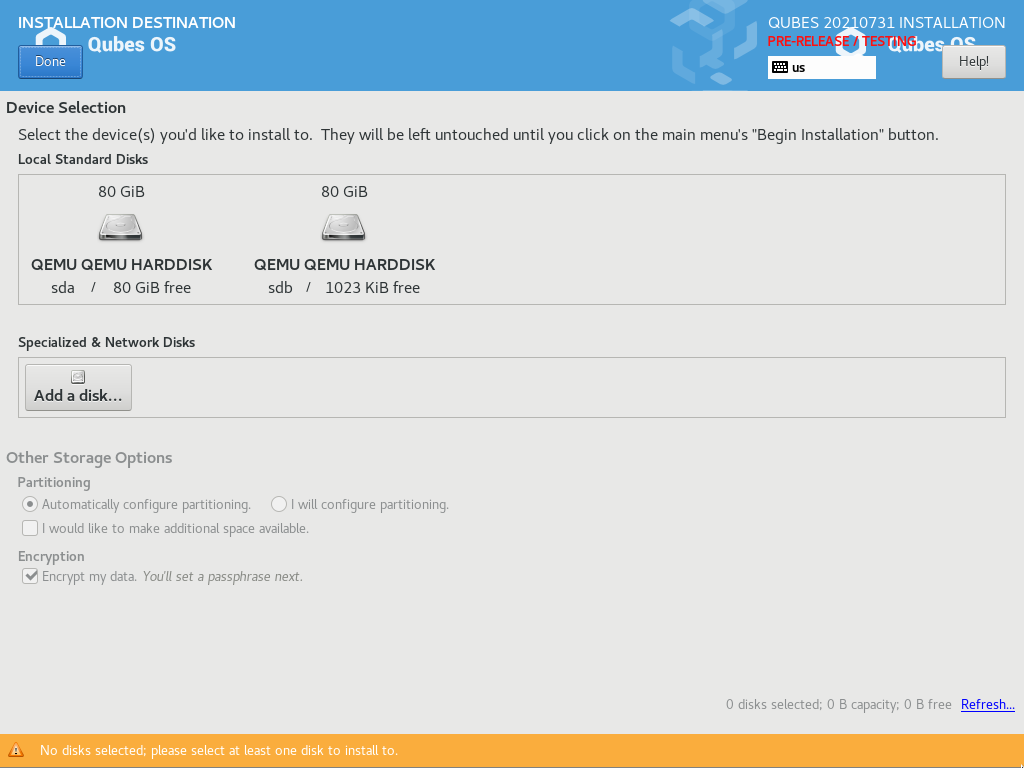 INSTALLATION DESTINATION
Qubes OS
Done
QUBES 20210731 INSTALLATION
PRE-RELEASE / TESTING
Qubes OS
us
Help!
Device Selection
Select the device(s) you'd like to install to.  They will be left untouched until you click on the main menu's "Begin Installation" button.
Local Standard Disks
80 GiB
QEMU QEMU HARDDISK
sda / 80 GiB free
80 GiB
QEMU QEMU HARDDISK
sdb / 1023 KiB free
Specialized & Network Disks
Add a disk...
Other Storage Options
Partitioning
Automatically configure partitioning. I will configure partitioning.
I would like to make additional space available.
Encryption
Encrypt my data. You'll set a passphrase next.
0 disks selected; 0 B capacity; 0 B free Refresh...
No disks selected; please select at least one disk to install to.